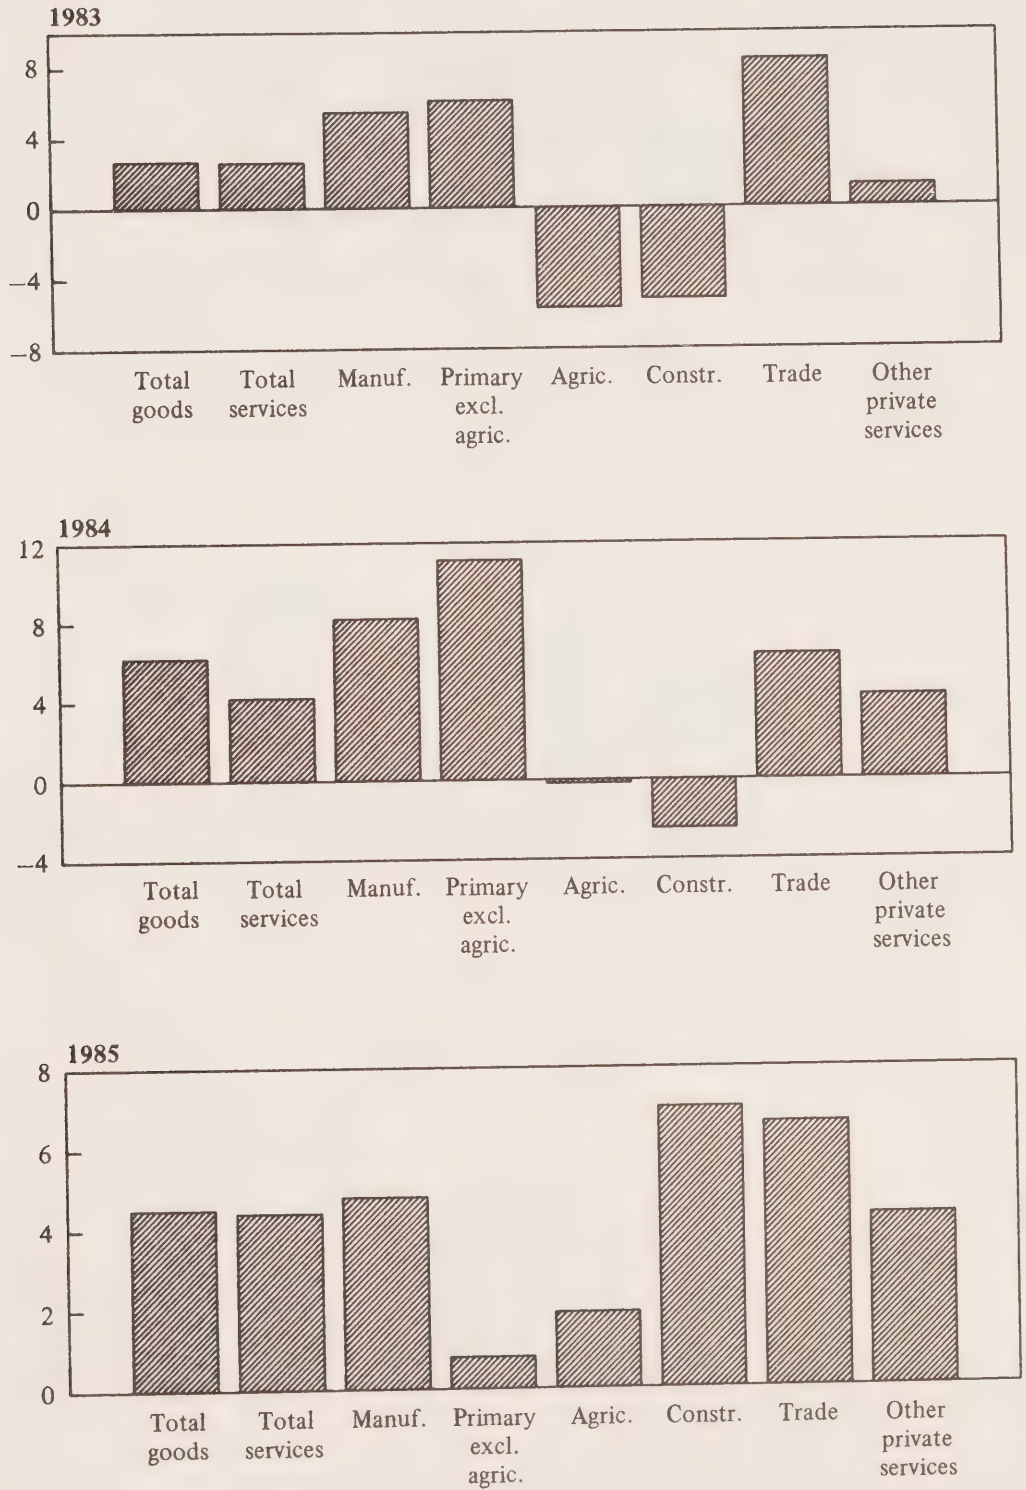 1983
8
4
0
−4
−8
Total goods
Total services
Manuf.
Primary excl. agric.
Agric.
Constr.
Trade
Other private services
1984
12
8
4
0
−4
Total goods
Total services
Manuf.
Primary excl. agric.
Agric.
Constr.
Trade
Other private services
1985
8
6
4
2
0
Total goods
Total services
Manuf.
Primary excl. agric.
Agric.
Constr.
Trade
Other private services